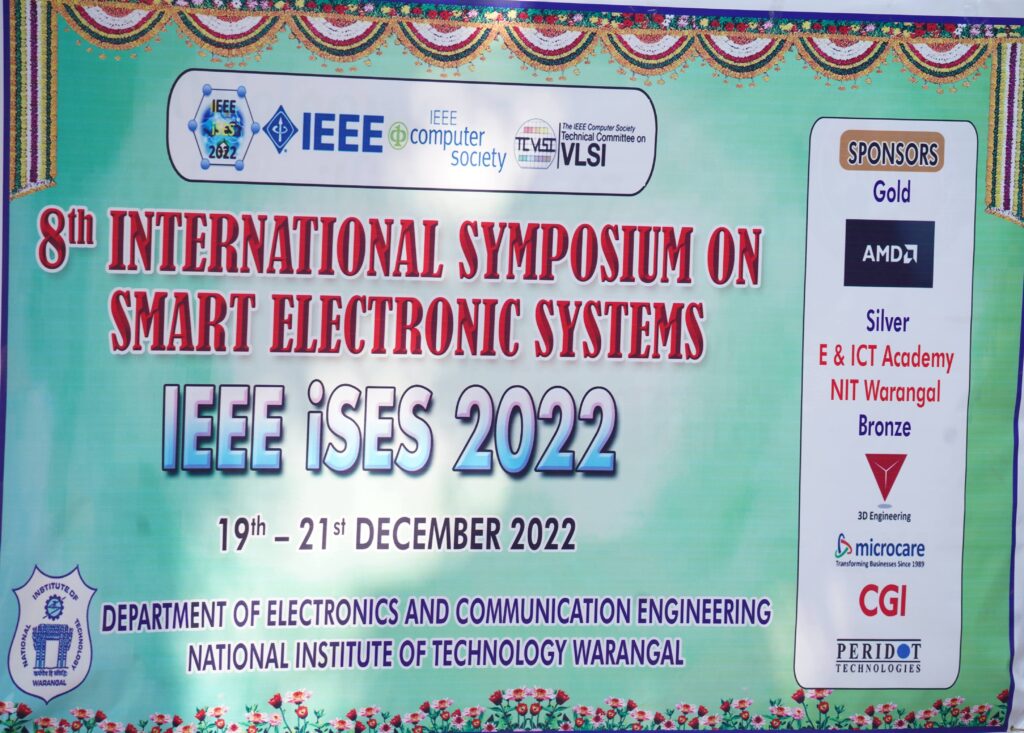 IEEE
iSES
2022
IEEE
IEEE
computer
society
TCVLSI
The IEEE Computer Society
Technical Committee on
VLSI
8th INTERNATIONAL SYMPOSIUM ON
SMART ELECTRONIC SYSTEMS
IEEE iSES 2022
19th – 21st DECEMBER 2022
DEPARTMENT OF ELECTRONICS AND COMMUNICATION ENGINEERING
NATIONAL INSTITUTE OF TECHNOLOGY WARANGAL
NATIONAL INSTITUTE OF TECHNOLOGY
WARANGAL
SPONSORS
Gold
AMD
Silver
E & ICT Academy
NIT Warangal
Bronze
3D Engineering
microcare
Transforming Businesses Since 1989
CGI
PERIDOT
TECHNOLOGIES